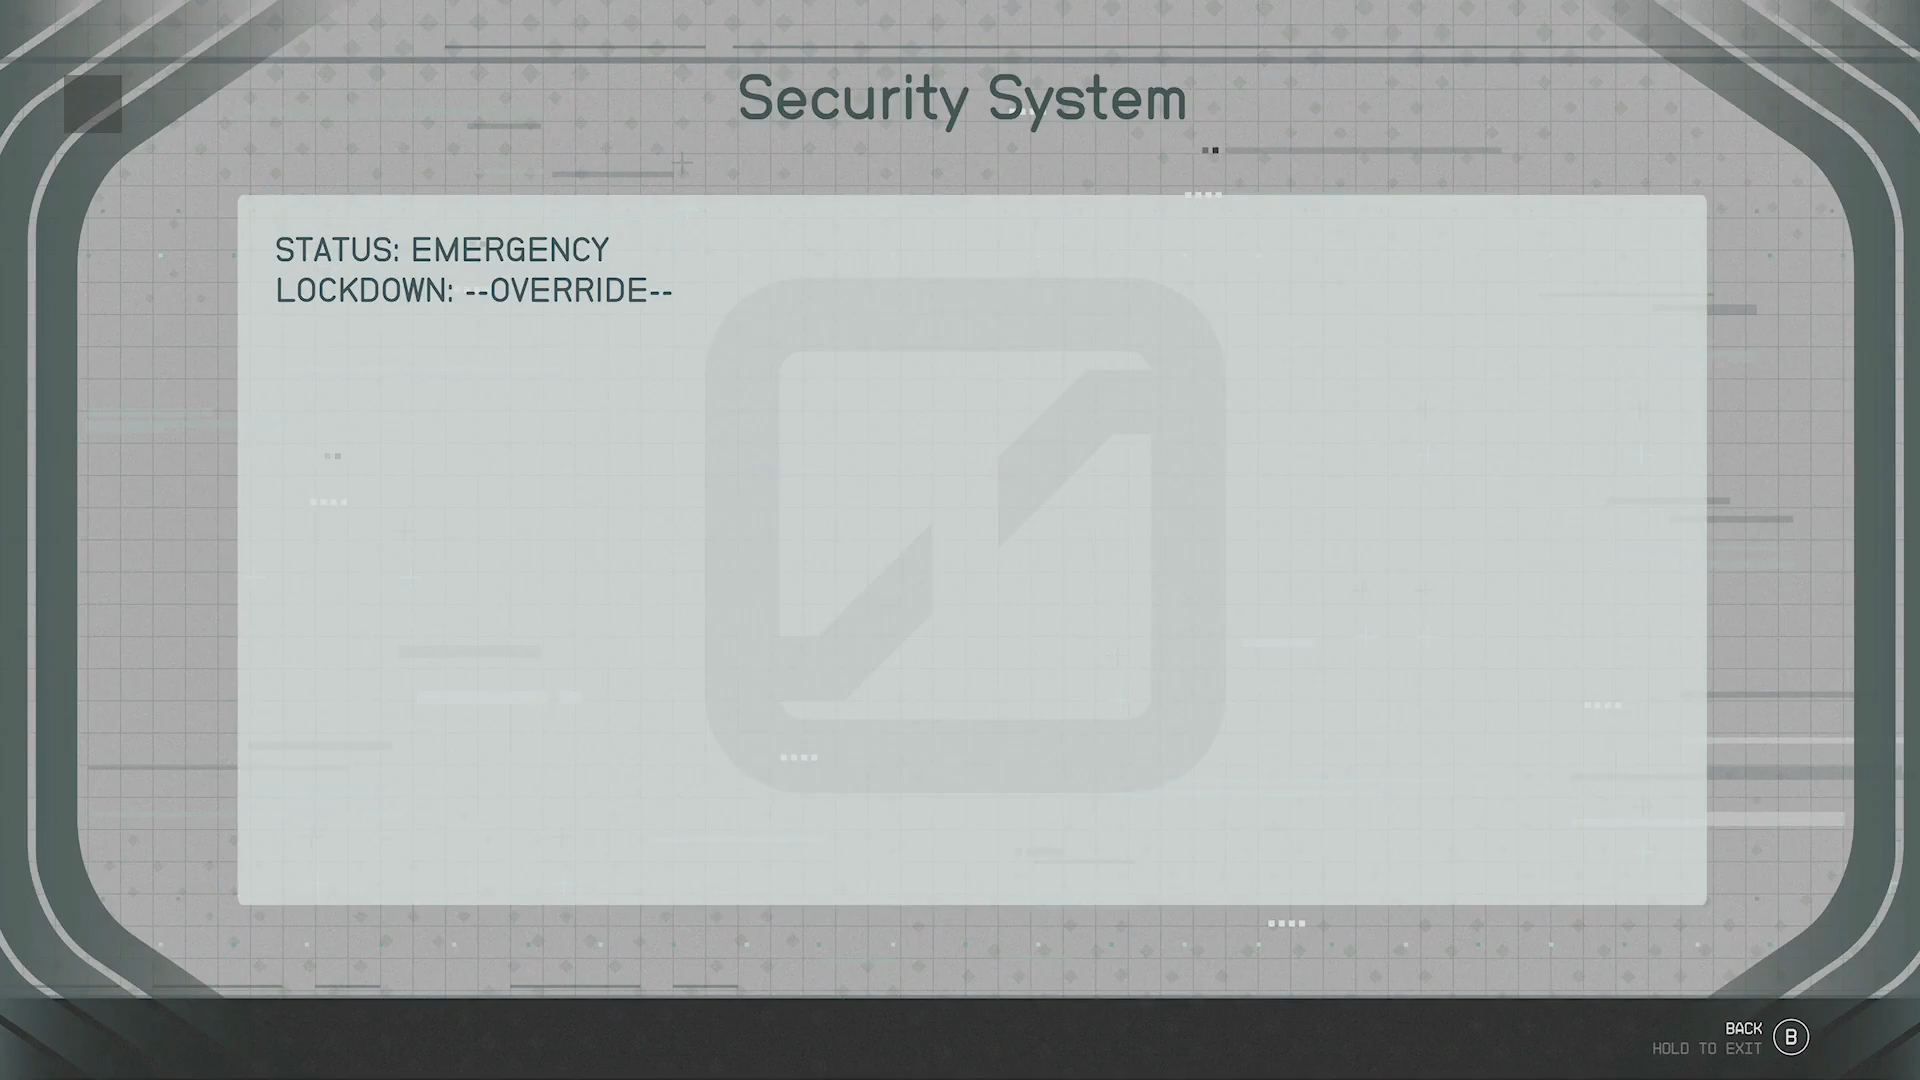 Security System
STATUS: EMERGENCY
LOCKDOWN: --OVERRIDE--
BACK
HOLD TO EXIT
B